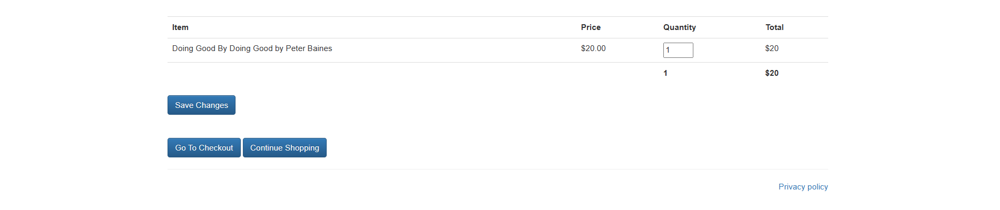 Item Price Quantity Total
Doing Good By Doing Good by Peter Baines $20.00 1 $20
1 $20
Save Changes
Go To Checkout Continue Shopping
Privacy policy